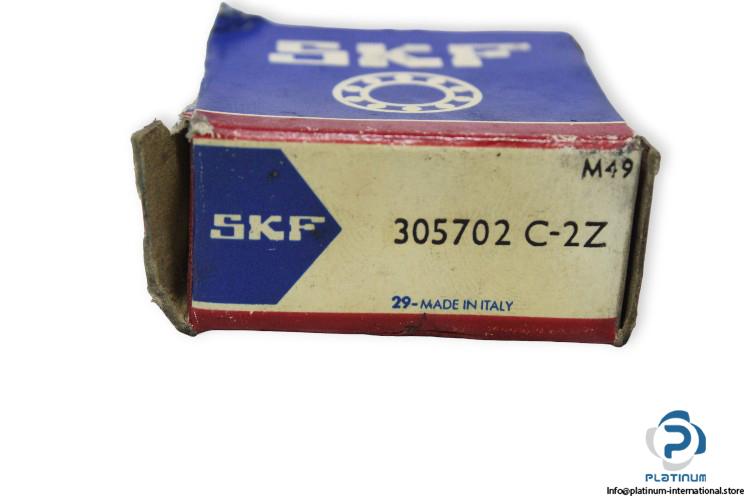 SKF
M49
SKF
305702 C-2Z
29-MADE IN ITALY
PLATINUM
Info@platinum-international.store